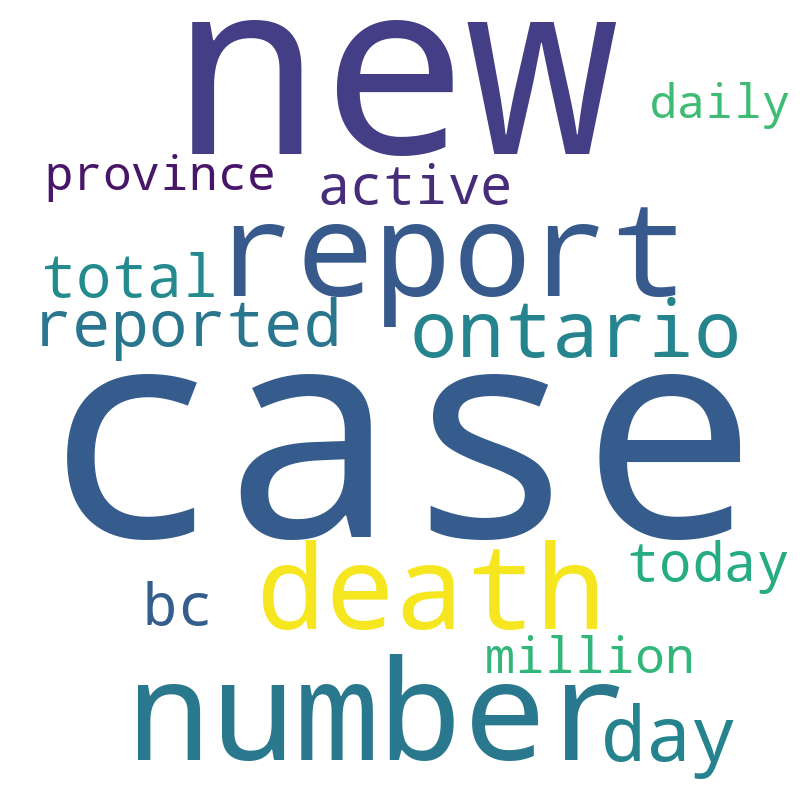 new
daily
province
active
report
total
reported
ontario
case
death
today
bc
million
number
day